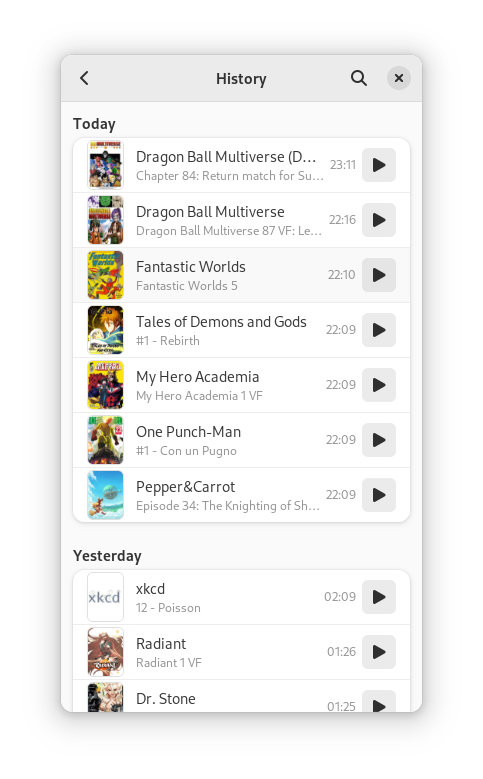 History
Today
Dragon Ball Multiverse (D…
Chapter 84: Return match for Su…
23:11
Dragon Ball Multiverse
Dragon Ball Multiverse 87 VF: Le…
22:16
Fantastic Worlds
Fantastic Worlds 5
22:10
Tales of Demons and Gods
#1 - Rebirth
22:09
My Hero Academia
My Hero Academia 1 VF
22:09
One Punch-Man
#1 - Con un Pugno
22:09
Pepper&Carrot
Episode 34: The Knighting of Sh…
22:09
Yesterday
xkcd
xkcd
12 - Poisson
02:09
Radiant
Radiant 1 VF
01:26
Dr. Stone
01:25